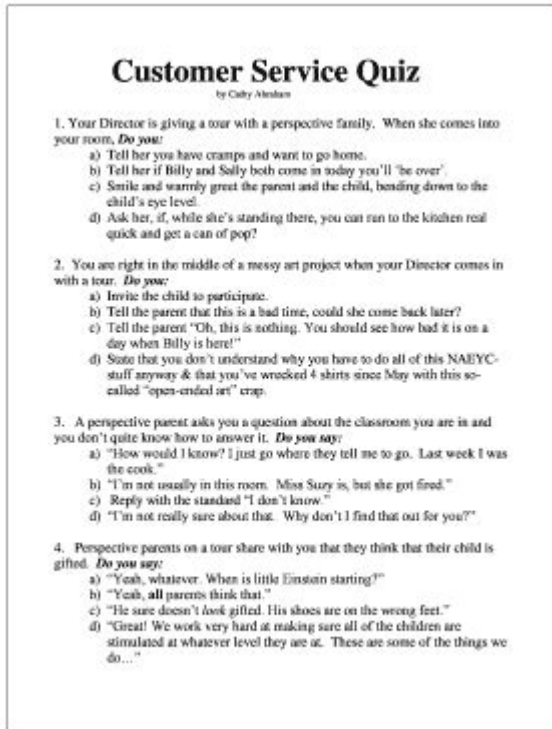 Customer Service Quiz
by Cathy Abraham
1. Your Director is giving a tour with a perspective family. When she comes into
your room, Do you:
a) Tell her you have cramps and want to go home.
b) Tell her if Billy and Sally both come in today you'll 'be over'.
c) Smile and warmly greet the parent and the child, bending down to the
child's eye level.
d) Ask her, if, while she's standing there, you can run to the kitchen real
quick and get a can of pop?
2. You are right in the middle of a messy art project when your Director comes in
with a tour. Do you:
a) Invite the child to participate.
b) Tell the parent that this is a bad time, could she come back later?
c) Tell the parent "Oh, this is nothing. You should see how bad it is on a
day when Billy is here!"
d) State that you don't understand why you have to do all of this NAEYC-
stuff anyway & that you've wrecked 4 shirts since May with this so-
called "open-ended art" crap.
3. A perspective parent asks you a question about the classroom you are in and
you don't quite know how to answer it. Do you say:
a) "How would I know? I just go where they tell me to go. Last week I was
the cook."
b) "I'm not usually in this room. Miss Suzy is, but she got fired."
c) Reply with the standard "I don't know."
d) "I'm not really sure about that. Why don't I find that out for you?"
4. Perspective parents on a tour share with you that they think that their child is
gifted. Do you say:
a) "Yeah, whatever. When is little Einstein starting?"
b) "Yeah, all parents think that."
c) "He sure doesn't look gifted. His shoes are on the wrong feet."
d) "Great! We work very hard at making sure all of the children are
stimulated at whatever level they are at. These are some of the things we
do…"